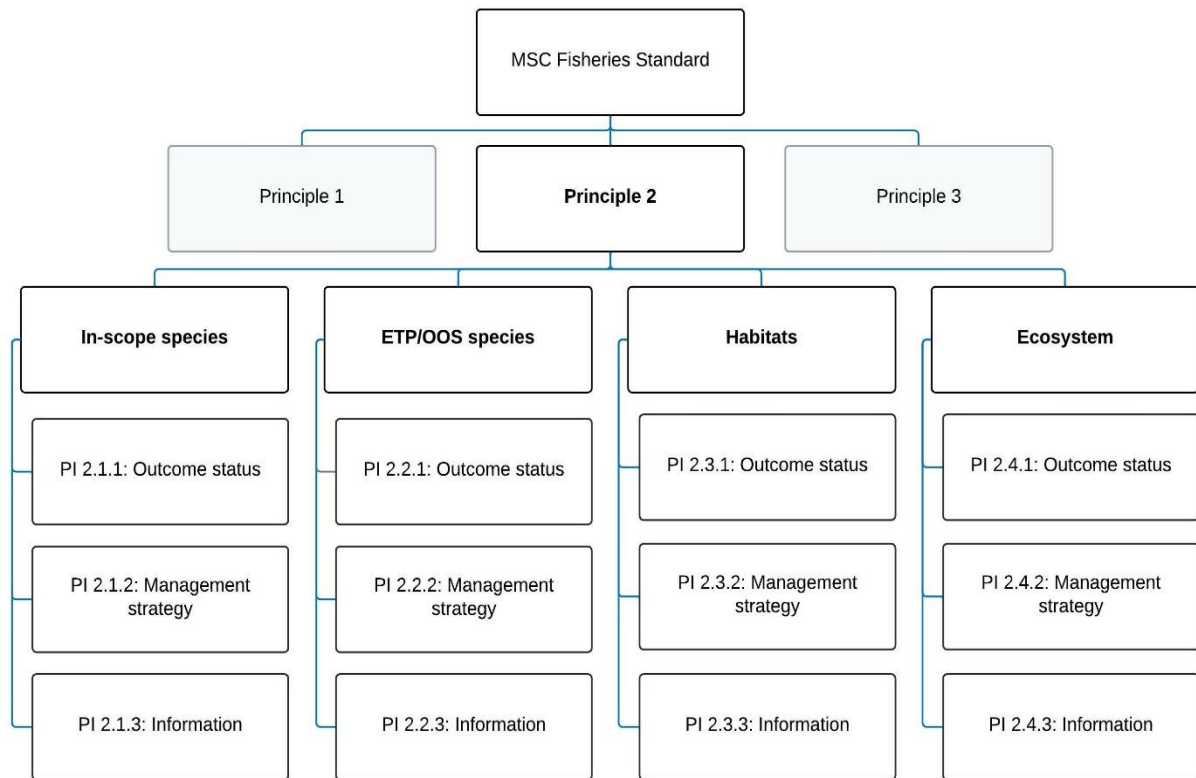 MSC Fisheries Standard
Principle 1
Principle 2
Principle 3
In-scope species
ETP/OOS species
Habitats
Ecosystem
PI 2.1.1: Outcome status
PI 2.2.1: Outcome status
PI 2.3.1: Outcome status
PI 2.4.1: Outcome status
PI 2.1.2: Management
strategy
PI 2.2.2: Management
strategy
PI 2.3.2: Management
strategy
PI 2.4.2: Management
strategy
PI 2.1.3: Information
PI 2.2.3: Information
PI 2.3.3: Information
PI 2.4.3: Information